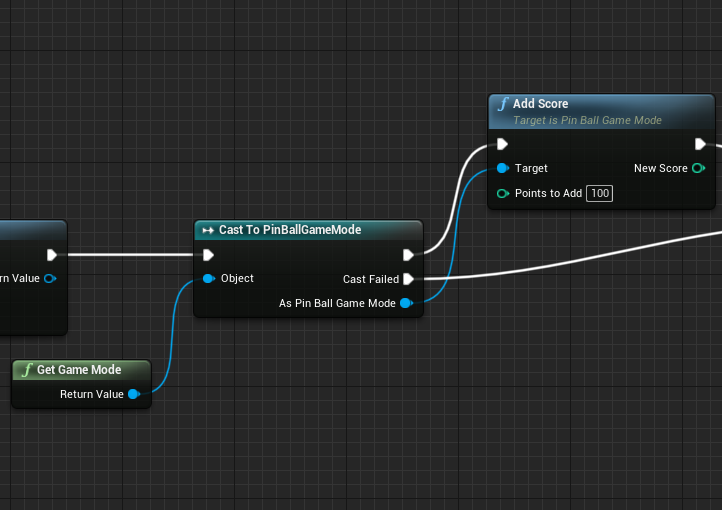 Add Score
Target is Pin Ball Game Mode
Target
New Score
Points to Add 100
Cast To PinBallGameMode
Object
Cast Failed
As Pin Ball Game Mode
rn Value
Get Game Mode
Return Value